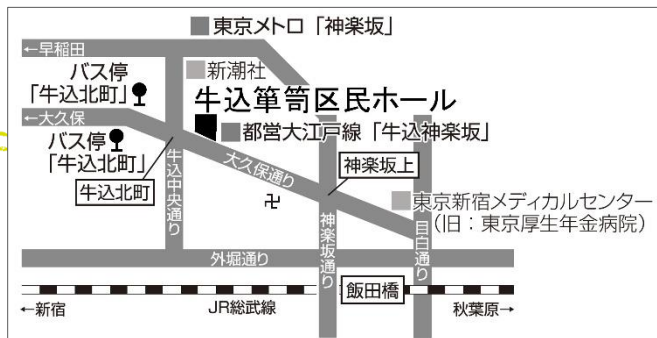 東京メトロ「神楽坂」
←早稲田
新潮社
バス停
「牛込北町」
牛込簞笥区民ホール
←大久保
都営大江戸線「牛込神楽坂」
バス停
「牛込北町」
牛込北町
牛込中央通り
大久保通り
神楽坂上
東京新宿メディカルセンター
(旧:東京厚生年金病院)
神楽坂通り
目白通り
外堀通り
飯田橋
←新宿
JR総武線
秋葉原→